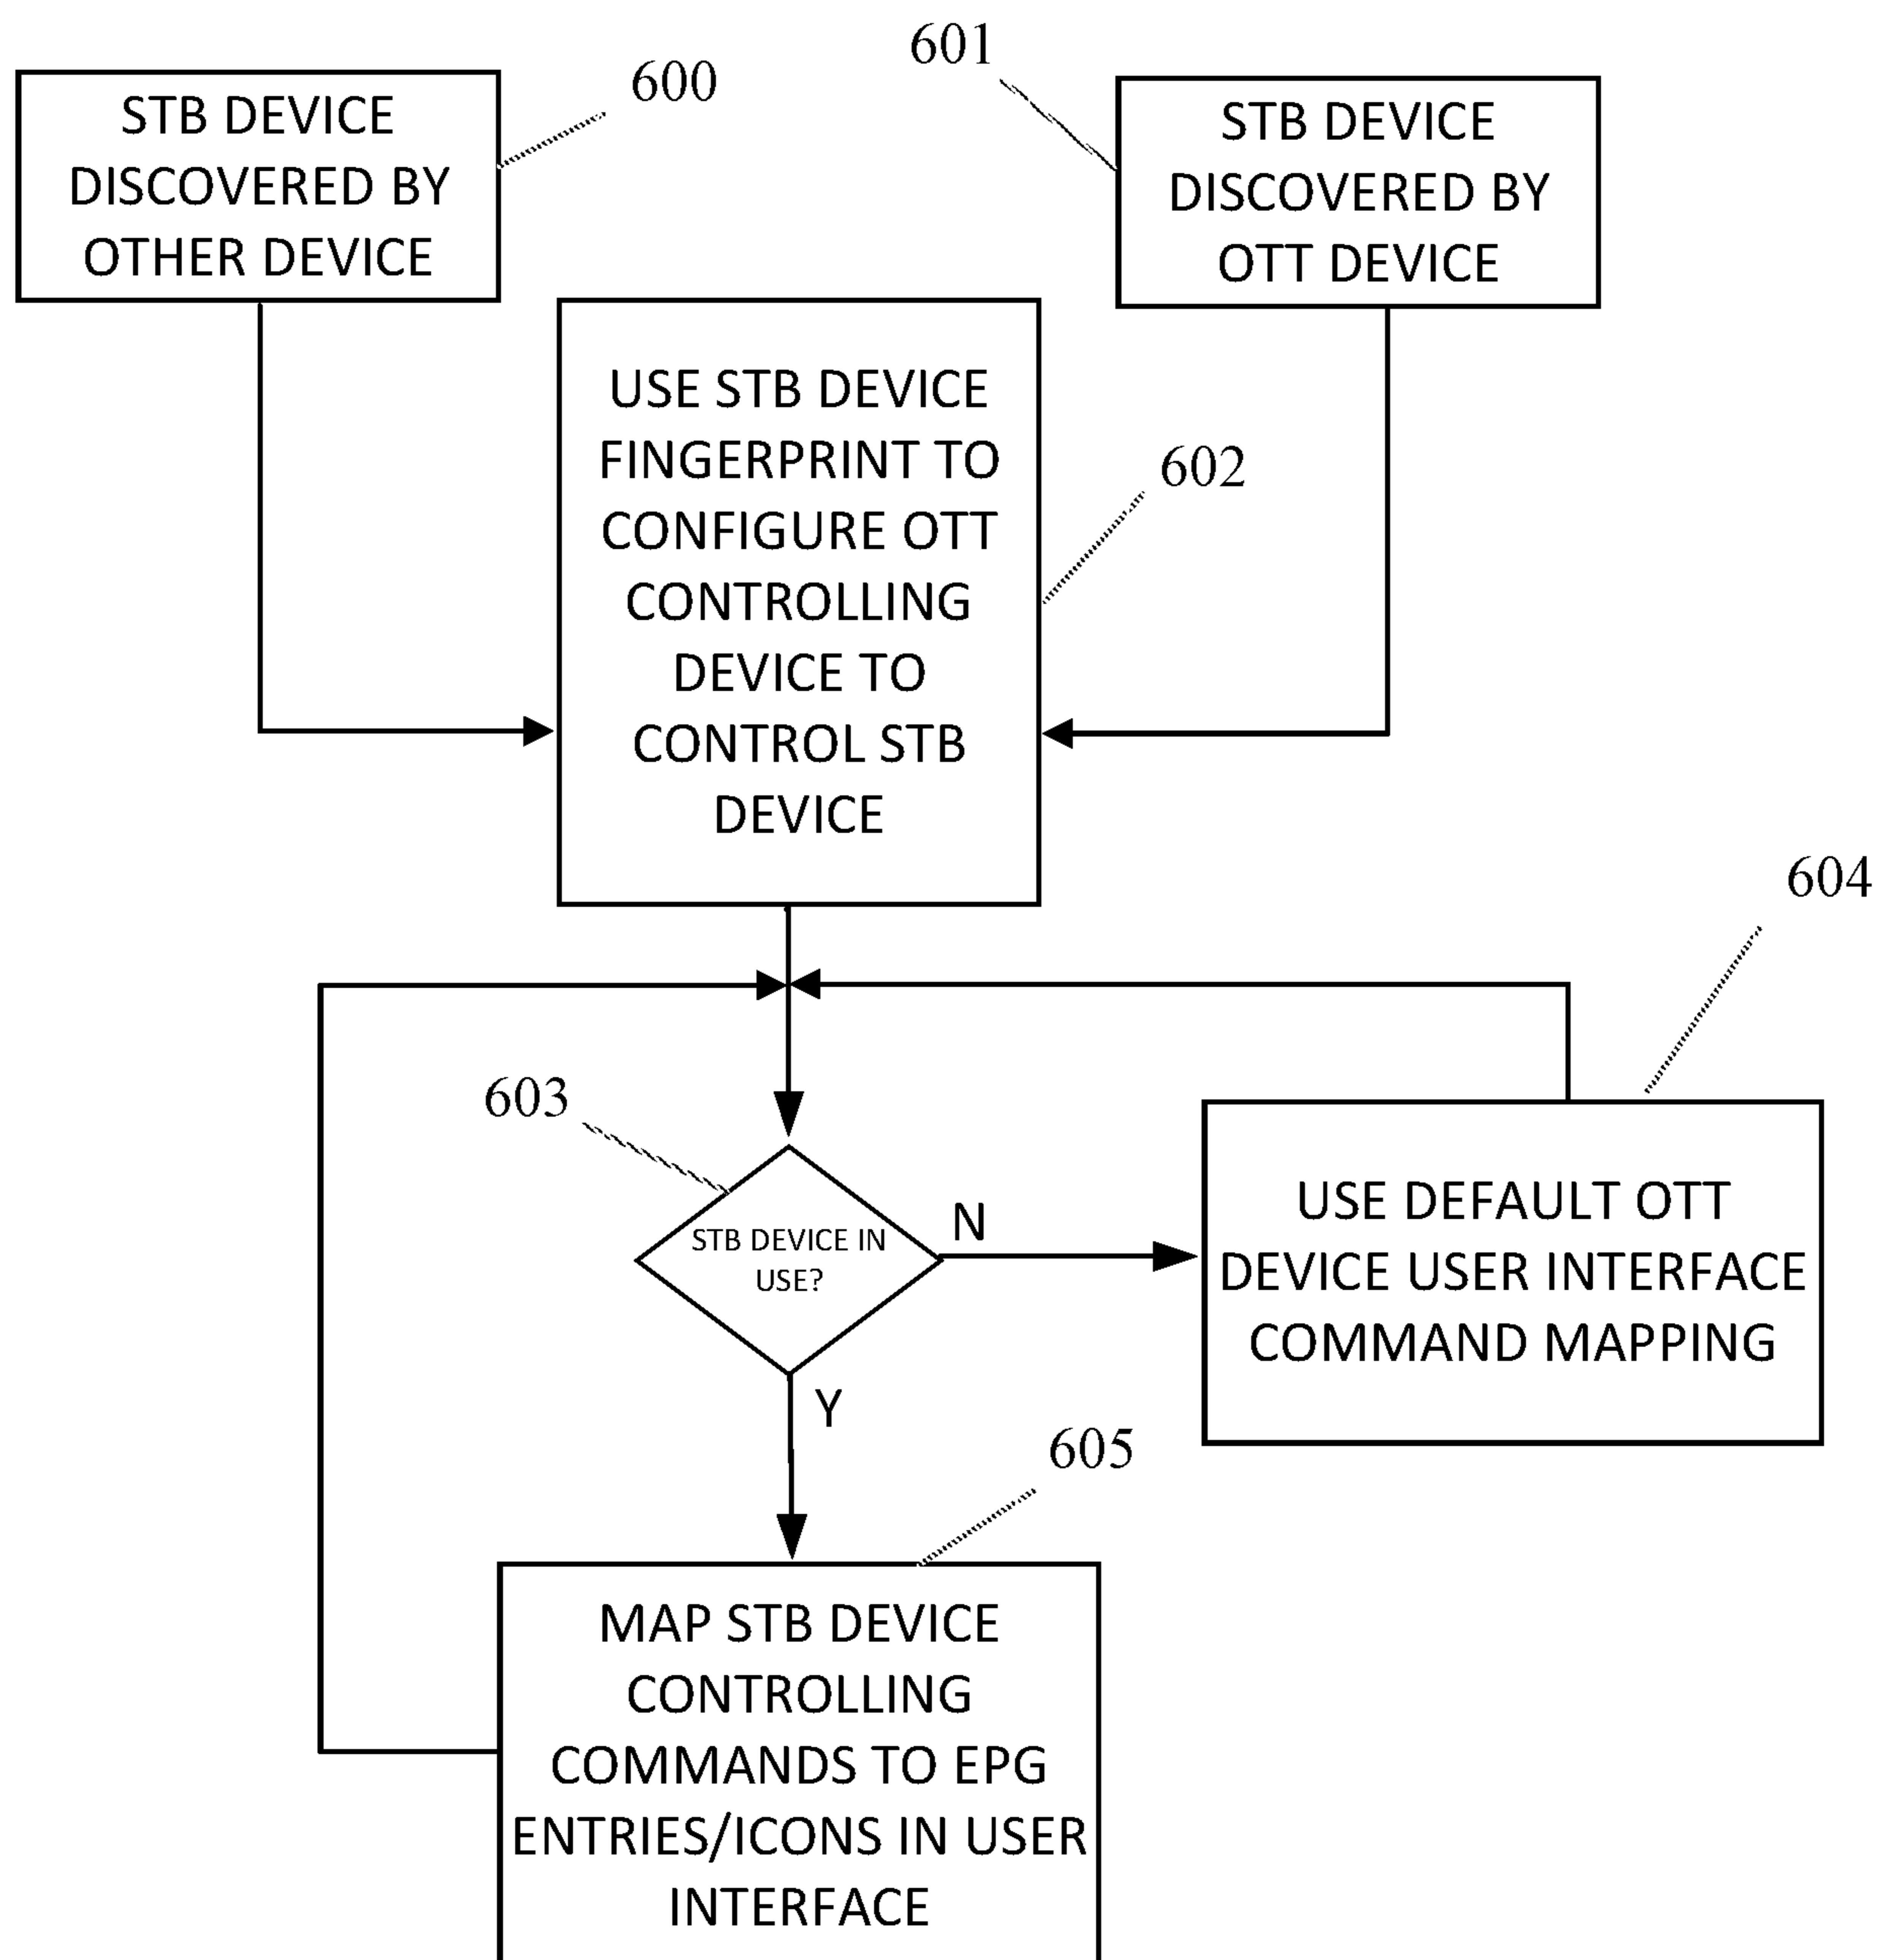 600
601
STB DEVICE
DISCOVERED BY
OTHER DEVICE
STB DEVICE
DISCOVERED BY
OTT DEVICE
USE STB DEVICE
FINGERPRINT TO
CONFIGURE OTT
CONTROLLING
DEVICE TO
CONTROL STB
DEVICE
602
604
603
STB DEVICE IN
USE?
N
Y
USE DEFAULT OTT
DEVICE USER INTERFACE
COMMAND MAPPING
605
MAP STB DEVICE
CONTROLLING
COMMANDS TO EPG
ENTRIES/ICONS IN USER
INTERFACE